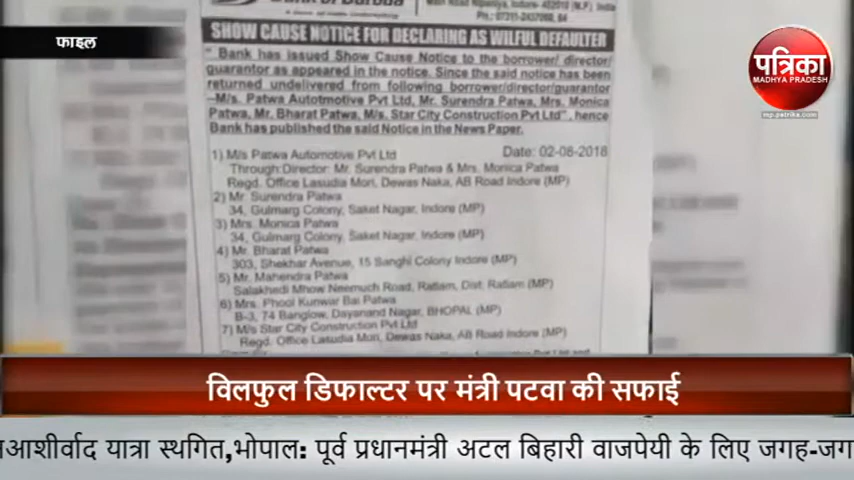 Main Road
Ph.: 07311-2437066, 64
SHOW CAUSE NOTICE FOR DECLARING AS WILFUL DEFAULTER
"Bank has issued Show Cause Notice to the borrower/ director/
guarantor as appeared in the notice. Since the said notice has been
returned undelivered from following borrower/director/guarantor
–M/s. Patwa Autotmotive Pvt Ltd, Mr. Surendra Patwa, Mrs. Monica
Patwa, Mr. Bharat Patwa, M/s. Star City Construction Pvt Ltd", hence
Bank has published the said Notice in the News Paper.
1) M/s Patwa Automotive Pvt Ltd Date: 02-08-2018
Through Director: Mr. Surendra Patwa & Mrs. Monica Patwa
Regd. Office Lasudia Mori, Dewas Naka, AB Road Indore (MP)
2) Mr. Surendra Patwa
34, Gulmarg Colony, Saket Nagar, Indore (MP)
3) Mrs. Monica Patwa
34, Gulmarg Colony, Saket Nagar, Indore (MP)
4) Mr. Bharat Patwa
303, Shekhar Avenue, 15 Sanghi Colony Indore (MP)
5) Mr. Mahendra Patwa
Salakhedi Mhow Neemuch Road, Ratlam, Dist. Ratlam (MP)
6) Mrs. Phool Kunwar Bai Patwa
B-3, 74 Banglow, Dayanand Nagar, BHOPAL (MP)
7) M/s Star City Construction Pvt Ltd
Regd. Office: Lasudia Mori, Dewas Naka, AB Road Indore (MP)
फाइल
पत्रिका
MADHYA PRADESH
mp.patrika.com
विलफुल डिफाल्टर पर मंत्री पटवा की सफाई
आशीर्वाद यात्रा स्थगित,भोपाल: पूर्व प्रधानमंत्री अटल बिहारी वाजपेयी के लिए जगह-जग